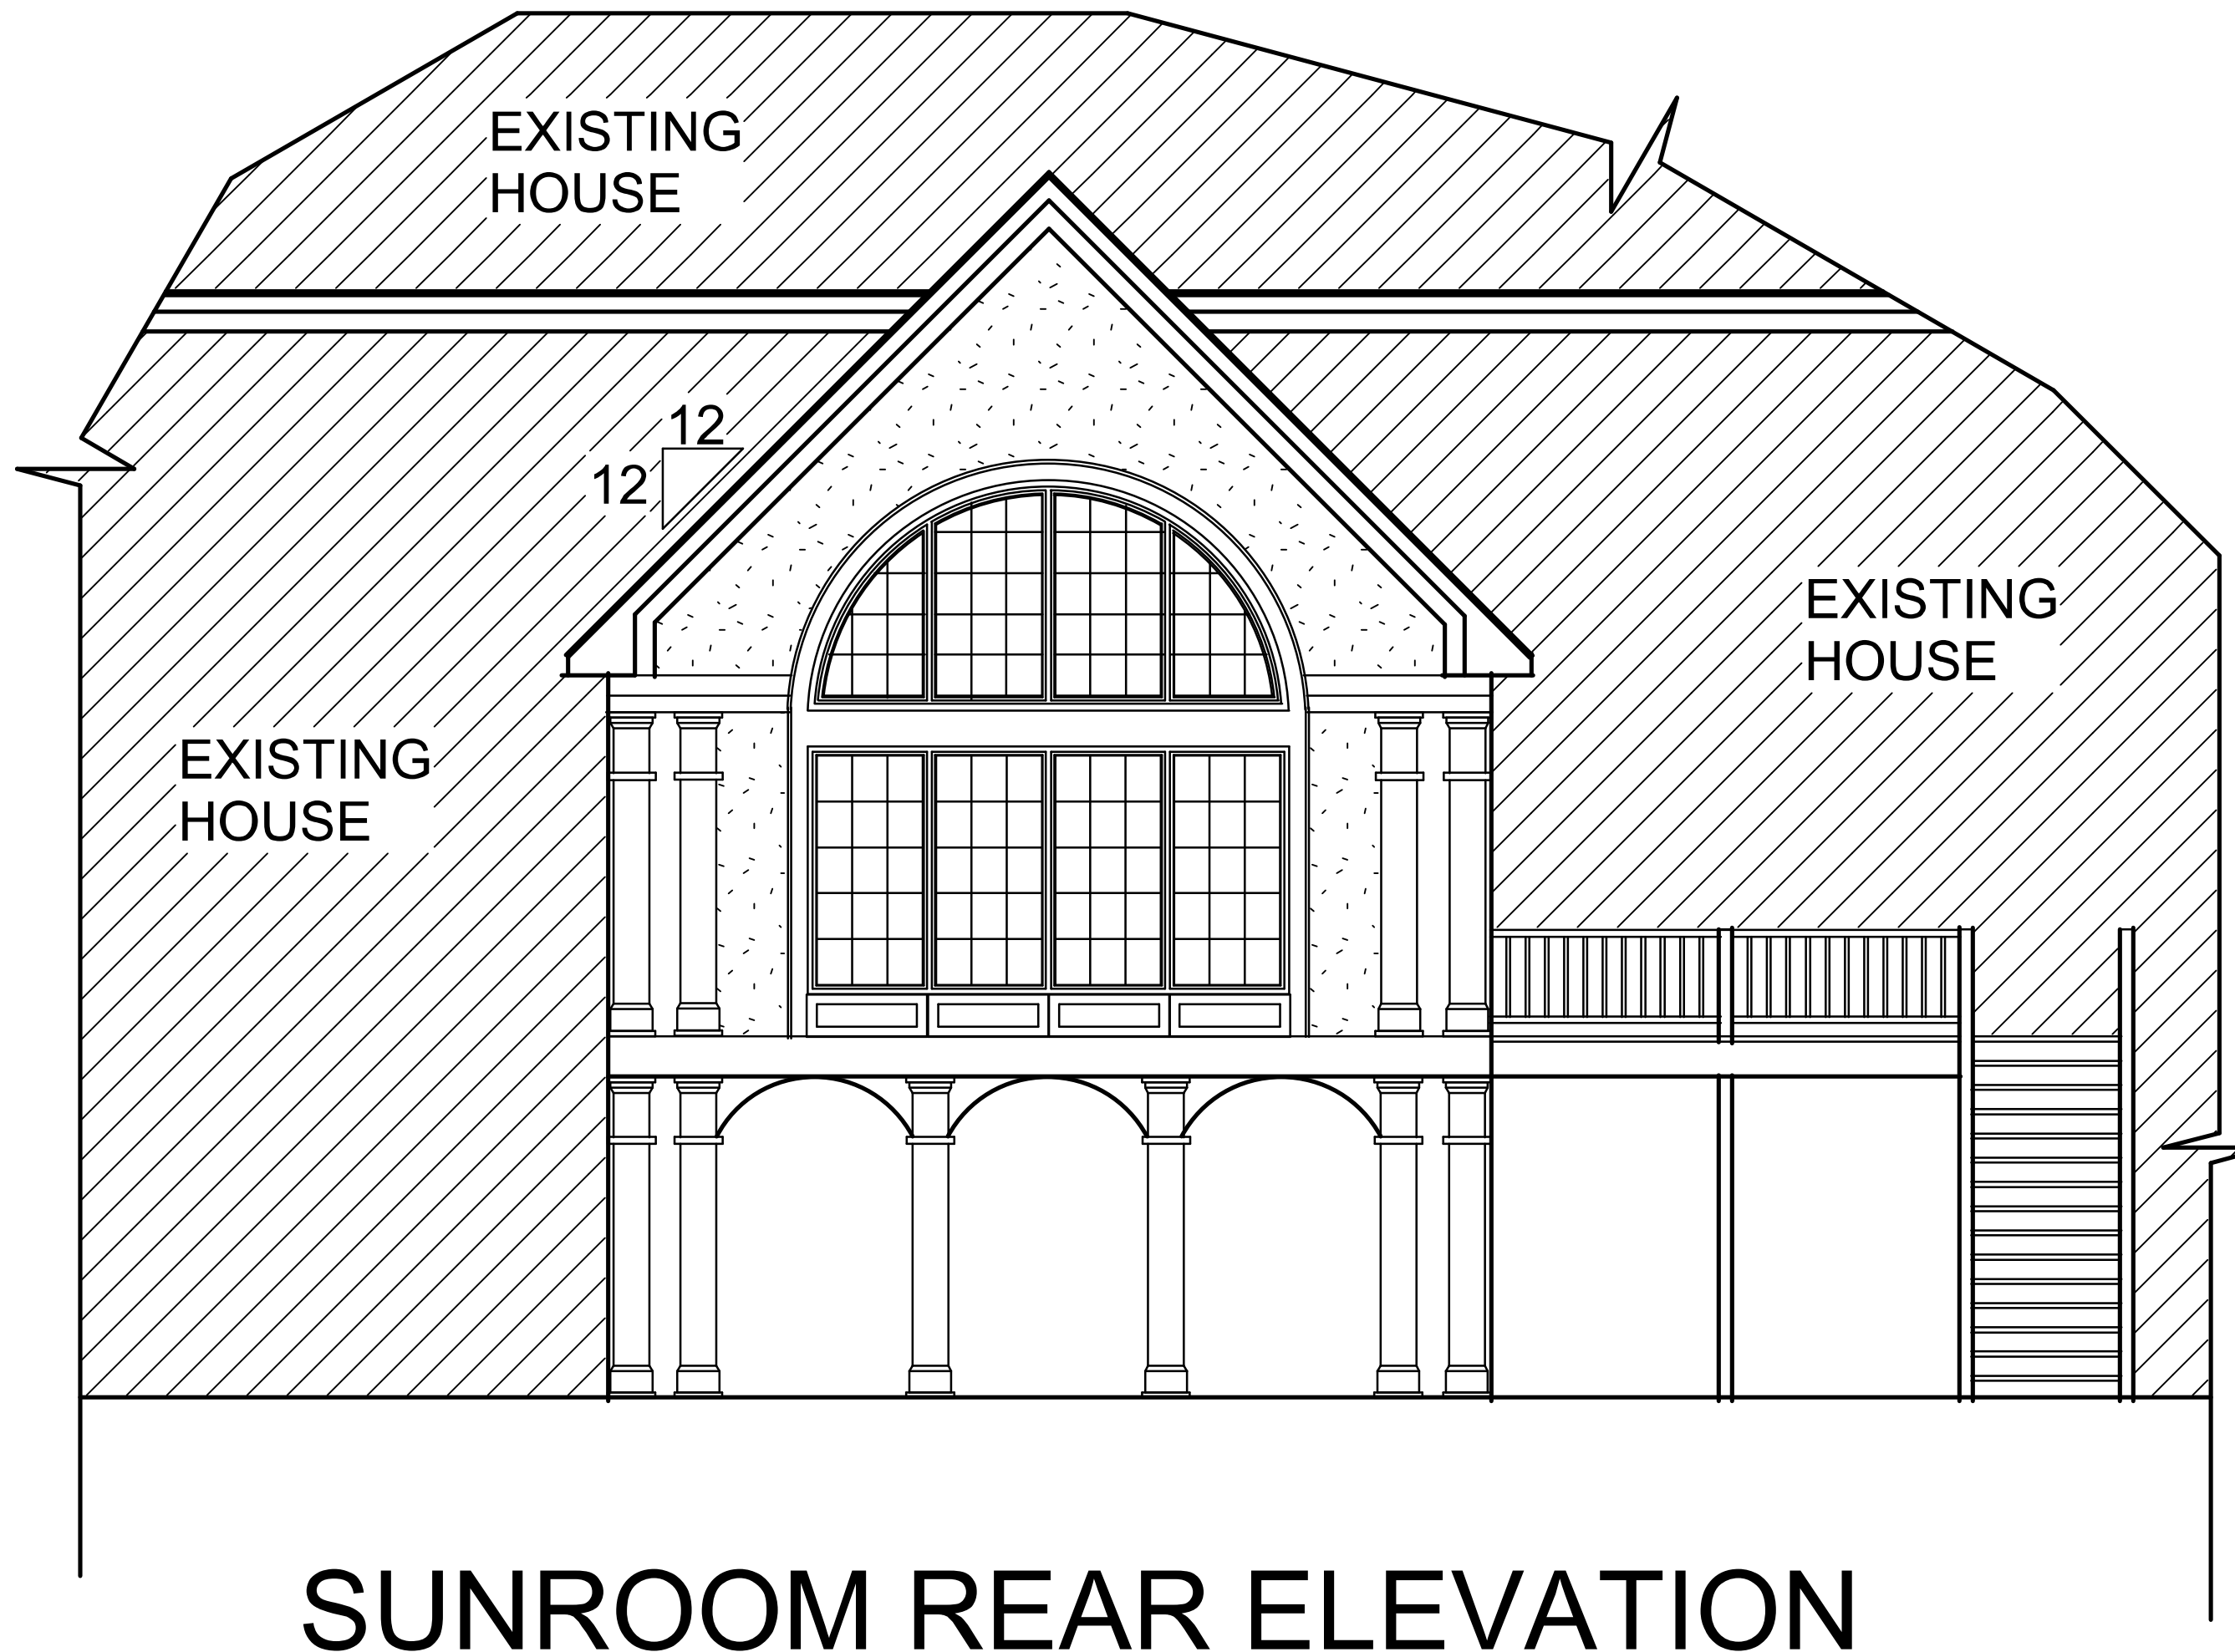 EXISTING
HOUSE
12
12
EXISTING
HOUSE
EXISTING
HOUSE
SUNROOM REAR ELEVATION